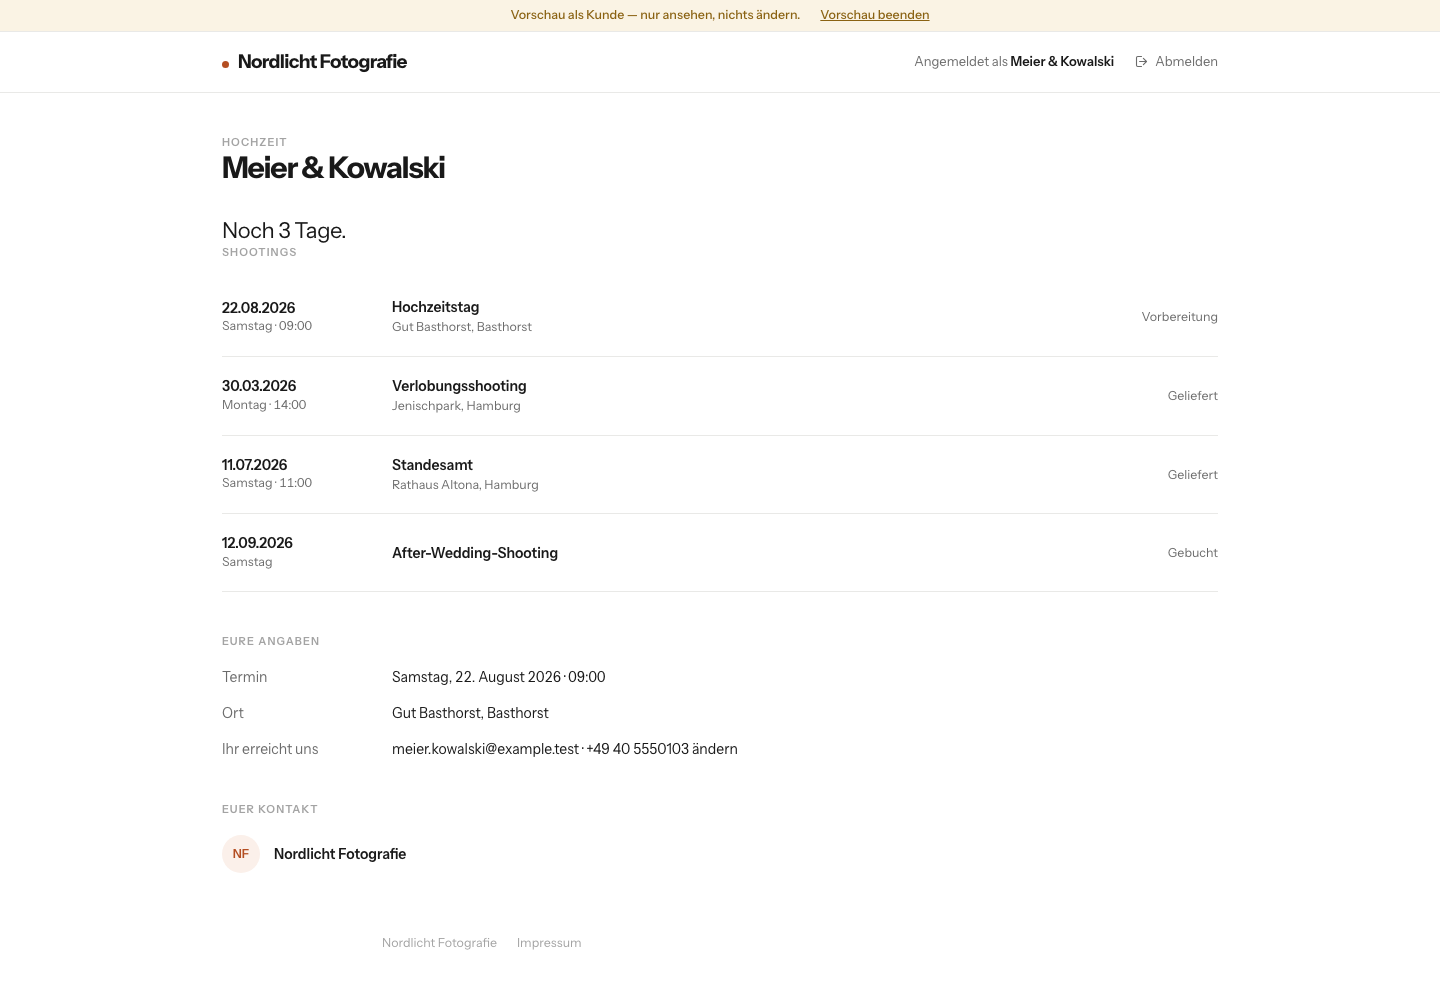 Vorschau als Kunde — nur ansehen, nichts ändern. Vorschau beenden
Nordlicht Fotografie
Angemeldet als Meier & Kowalski Abmelden
HOCHZEIT
Meier & Kowalski
Noch 3 Tage.
SHOOTINGS
22.08.2026
Samstag · 09:00
Hochzeitstag
Gut Basthorst, Basthorst
Vorbereitung
30.03.2026
Montag · 14:00
Verlobungsshooting
Jenischpark, Hamburg
Geliefert
11.07.2026
Samstag · 11:00
Standesamt
Rathaus Altona, Hamburg
Geliefert
12.09.2026
Samstag
After-Wedding-Shooting
Gebucht
EURE ANGABEN
Termin Samstag, 22. August 2026 · 09:00
Ort Gut Basthorst, Basthorst
Ihr erreicht uns meier.kowalski@example.test · +49 40 5550103 ändern
EUER KONTAKT
NF Nordlicht Fotografie
Nordlicht Fotografie Impressum